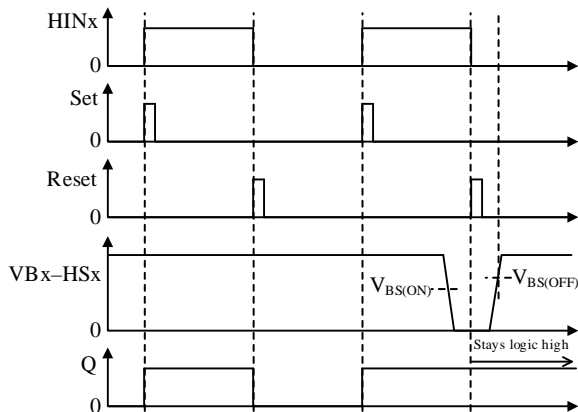 HINx
0
Set
0
Reset
0
VBx–HSx
VBS(ON)
VBS(OFF)
0
Stays logic high
Q
0